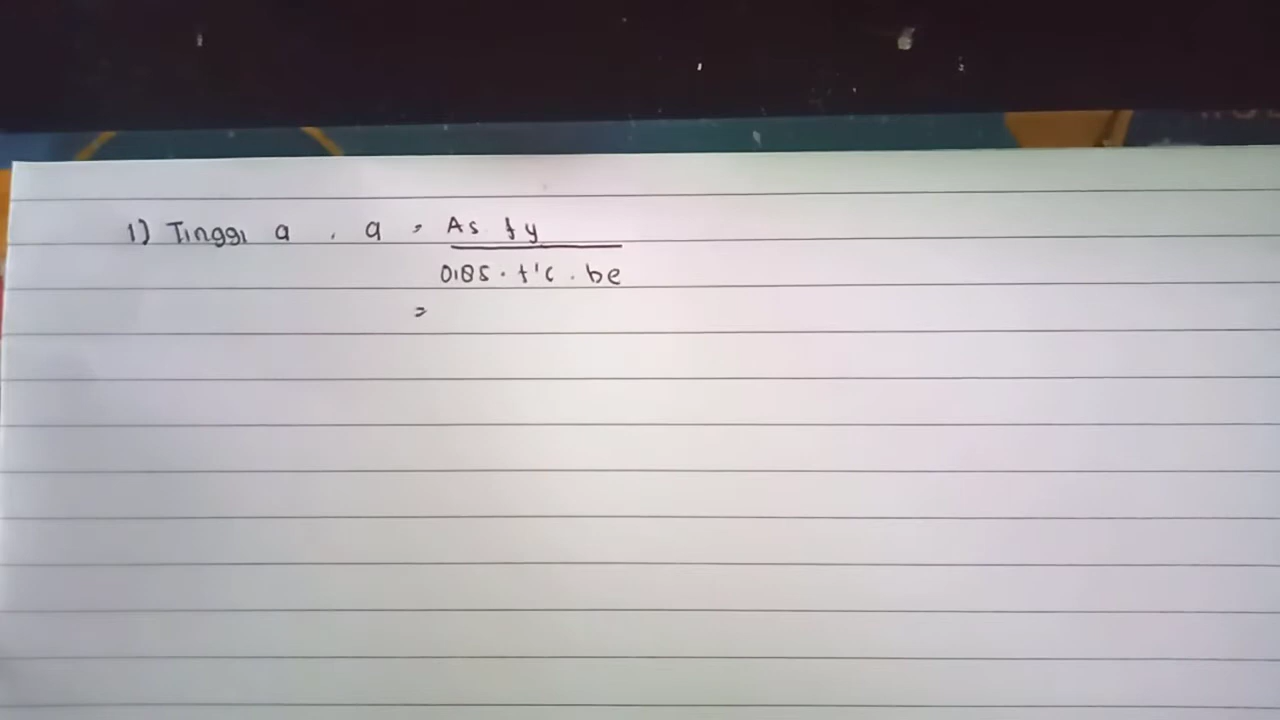 1) Tinggi a . a = As fy
0,85 . f'c . be
=